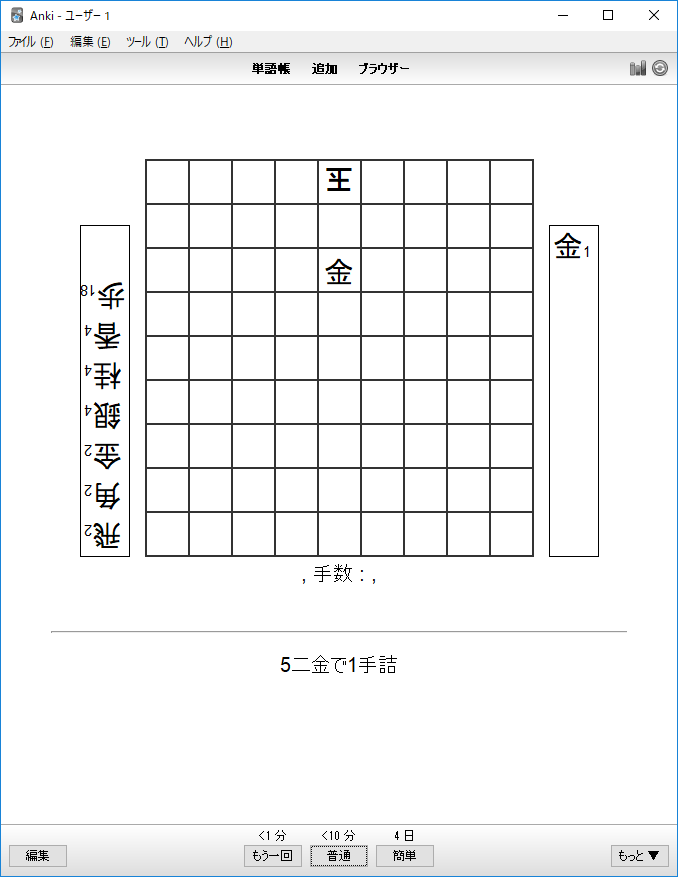 Anki - ユーザー 1
ファイル (F) 編集 (E) ツール (T) ヘルプ (H)
単語帳 追加 ブラウザー
王
金
歩18
香4
桂4
銀4
金2
角2
飛2
金1
, 手数 : ,
5二金で1手詰
<1 分 <10 分 4 日
編集 もう一回 普通 簡単 もっと ▼